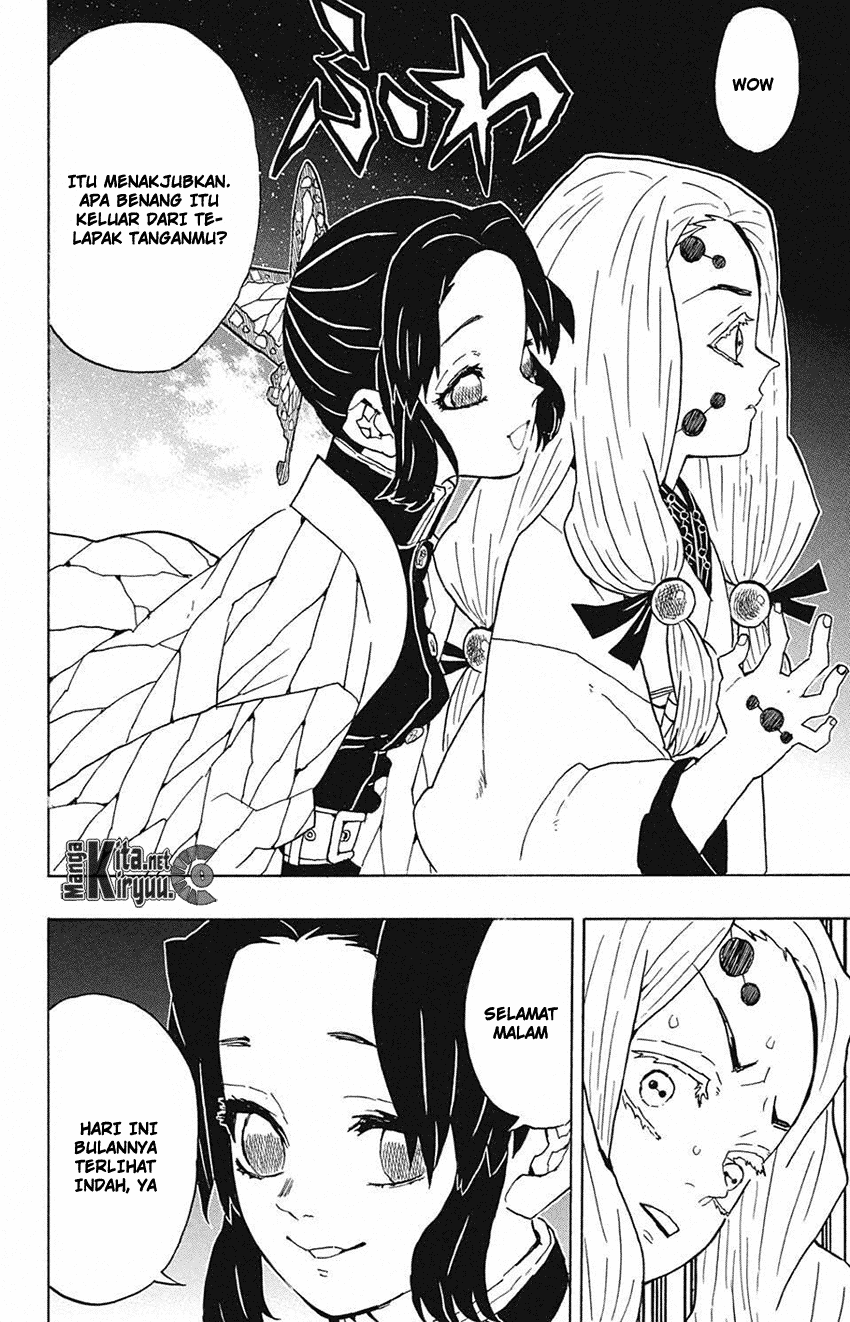 WOW
ふわ
ITU MENAKJUBKAN.
APA BENANG ITU
KELUAR DARI TE-
LAPAK TANGANMU?
Manga
Kita.net
Kiryuu.Co
SELAMAT
MALAM
HARI INI
BULANNYA
TERLIHAT
INDAH, YA